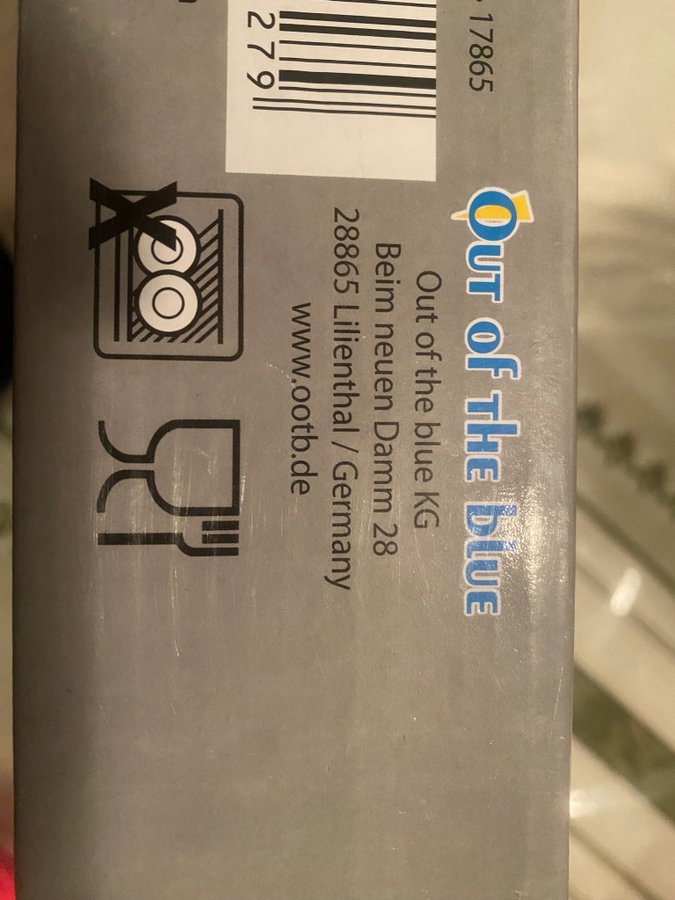 17865
279
Out of the blue
Out of the blue KG
Beim neuen Damm 28
28865 Lilienthal / Germany
www.ootb.de